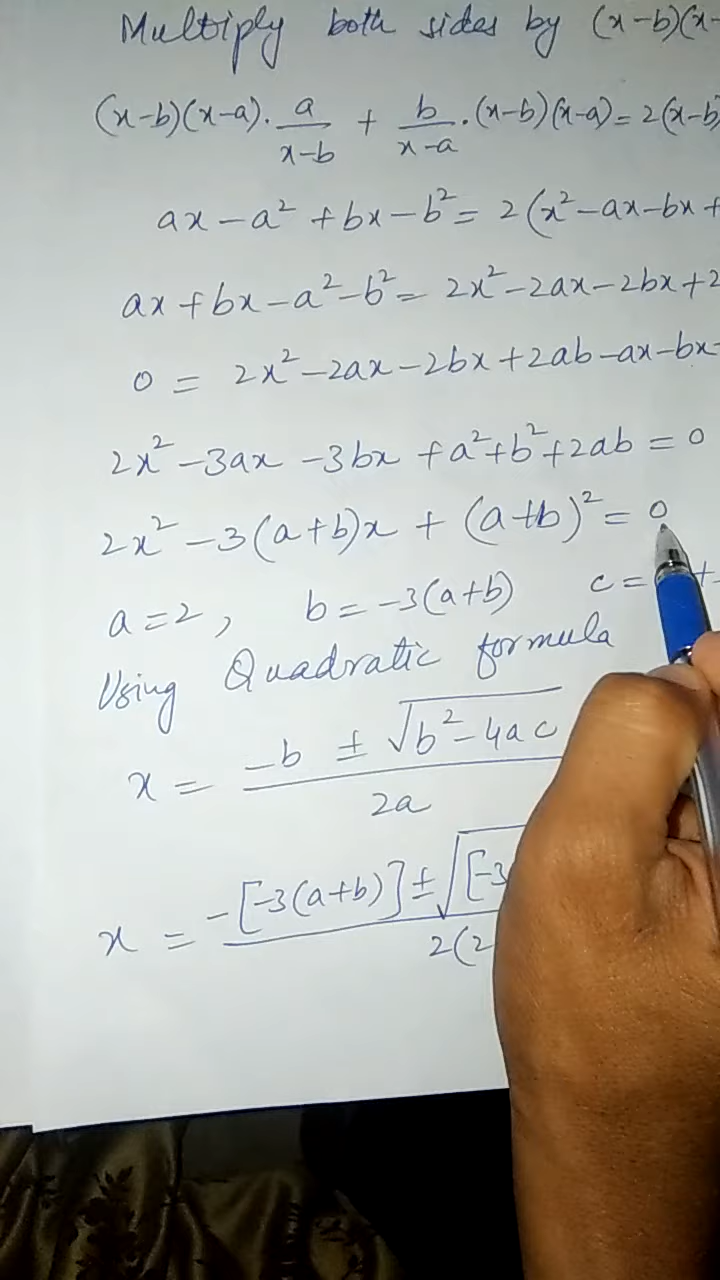 Multiply both sides by (x-b)(x-
(x-b)(x-a).a/x-b + b/x-a.(x-b)(x-a)=2(x-b)
ax-a²+bx-b²=2(x²-ax-bx+
ax+bx-a²-b²=2x²-2ax-2bx+2
0=2x²-2ax-2bx+2ab-ax-bx-
2x²-3ax-3bx+a²+b²+2ab=0
2x²-3(a+b)x+(a+b)²=0
a=2, b=-3(a+b) c=
Using Quadratic formula
x=-b±√b²-4ac/2a
x=-[-3(a+b)]±√[-3/2(2